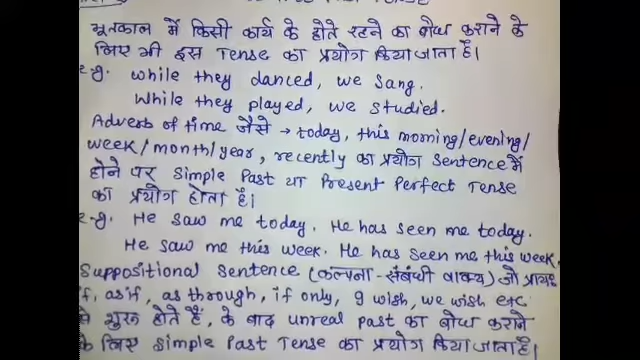 भूतकाल में किसी कार्य के होते रहने का बोध कराने के
लिए भी इस Tense का प्रयोग किया जाता है।
e.g. While they danced, we sang.
While they played, we studied.
Adverb of time जैसे → today, this morning/evening/
week/month/year, recently का प्रयोग sentence में
होने पर Simple Past या Present Perfect Tense
का प्रयोग होता है।
e.g. He saw me today. He has seen me today.
He saw me this week. He has seen me this week.
Suppositional Sentence (कल्पना-संबंधी वाक्य) जो प्रायः
if, as if, as through, if only, I wish, we wish etc
से शुरू होते हैं, के बाद unreal past का बोध कराने
के लिए Simple Past Tense का प्रयोग किया जाता है।